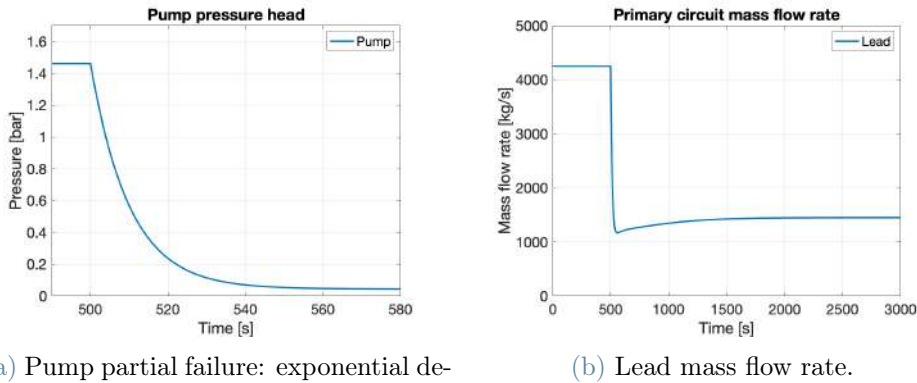 Pump pressure head
Pump
1.6
1.4
1.2
1
0.8
0.6
0.4
0.2
0
Pressure [bar]
500 520 540 560 580
Time [s]
Primary circuit mass flow rate
Lead
5000
4000
3000
2000
1000
0
Mass flow rate [kg/s]
0 500 1000 1500 2000 2500 3000
Time [s]
a) Pump partial failure: exponential de-
(b) Lead mass flow rate.